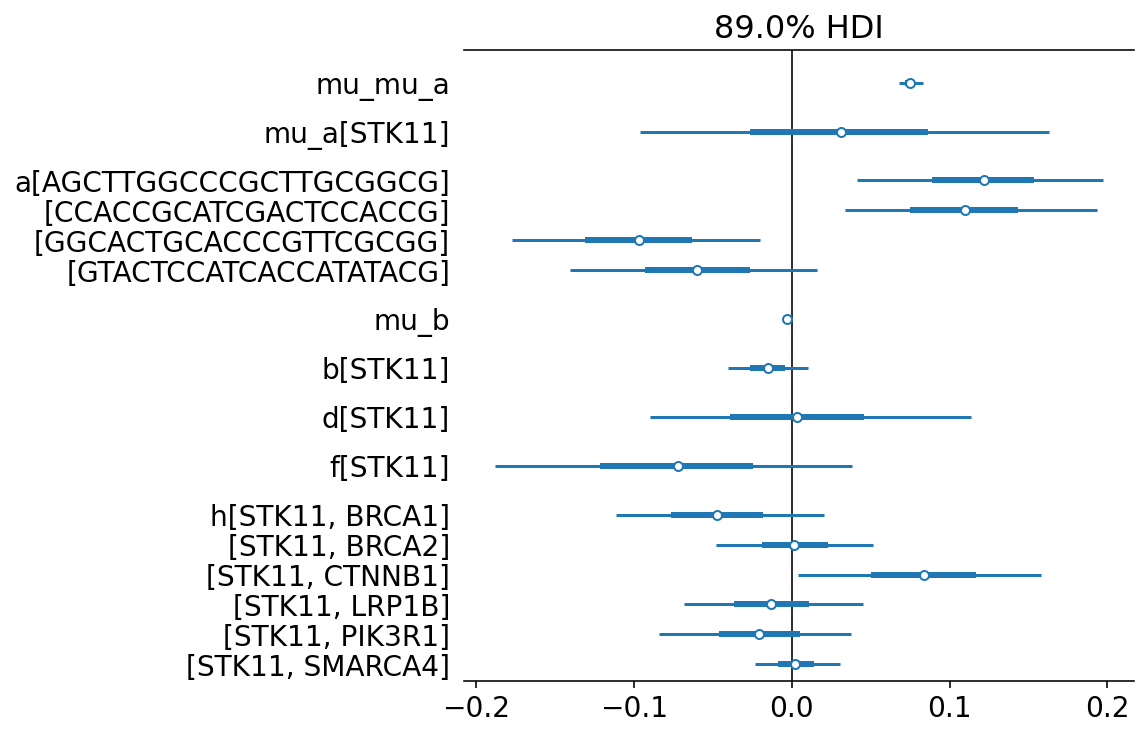 89.0% HDI
mu_mu_a
mu_a[STK11]
a[AGCTTGGCCCGCTTGCGGCG]
[CCACCGCATCGACTCCACCG]
[GGCACTGCACCCGTTCGCGG]
[GTACTCCATCACCATATACG]
mu_b
b[STK11]
d[STK11]
f[STK11]
h[STK11, BRCA1]
[STK11, BRCA2]
[STK11, CTNNB1]
[STK11, LRP1B]
[STK11, PIK3R1]
[STK11, SMARCA4]
−0.2 −0.1 0.0 0.1 0.2